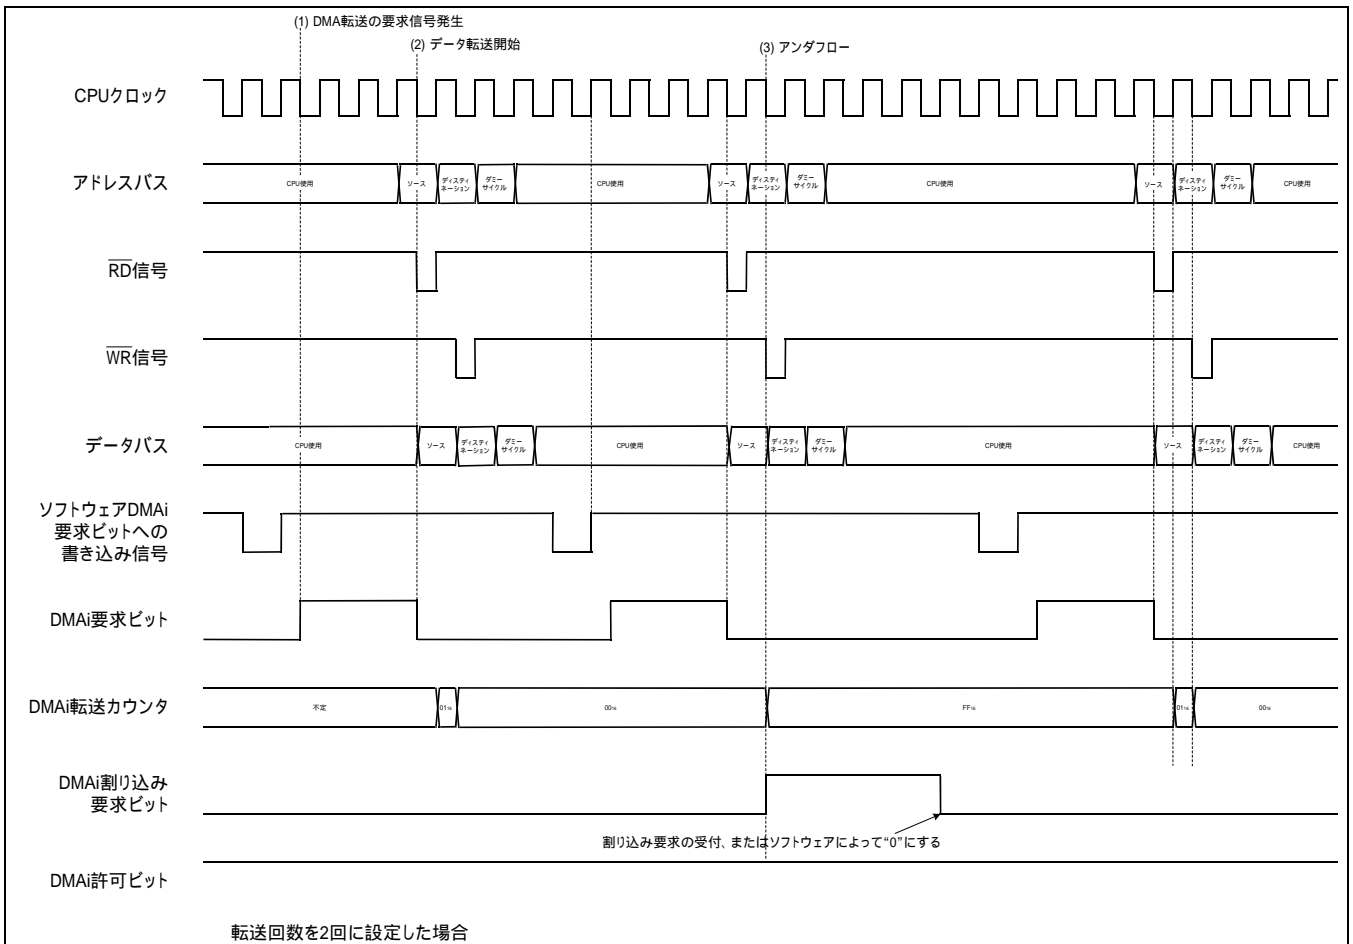 (1) DMA転送の要求信号発生
(2) データ転送開始
(3) アンダフロー
CPUクロック
アドレスバス
CPU使用
ソース
ディスティ
ネーション
ダミー
サイクル
CPU使用
ソース
ディスティ
ネーション
ダミー
サイクル
CPU使用
ソース
ディスティ
ネーション
ダミー
サイクル
CPU使用
RD信号
WR信号
データバス
CPU使用
ソース
ディスティ
ネーション
ダミー
サイクル
CPU使用
ソース
ディスティ
ネーション
ダミー
サイクル
CPU使用
ソース
ディスティ
ネーション
ダミー
サイクル
CPU使用
ソフトウェアDMAi
要求ビットへの
書き込み信号
DMAi要求ビット
DMAi転送カウンタ
不定
01₁₆
00₁₆
FF₁₆
01₁₆
00₁₆
DMAi割り込み
要求ビット
割り込み要求の受付、またはソフトウェアによって“0”にする
DMAi許可ビット
転送回数を2回に設定した場合